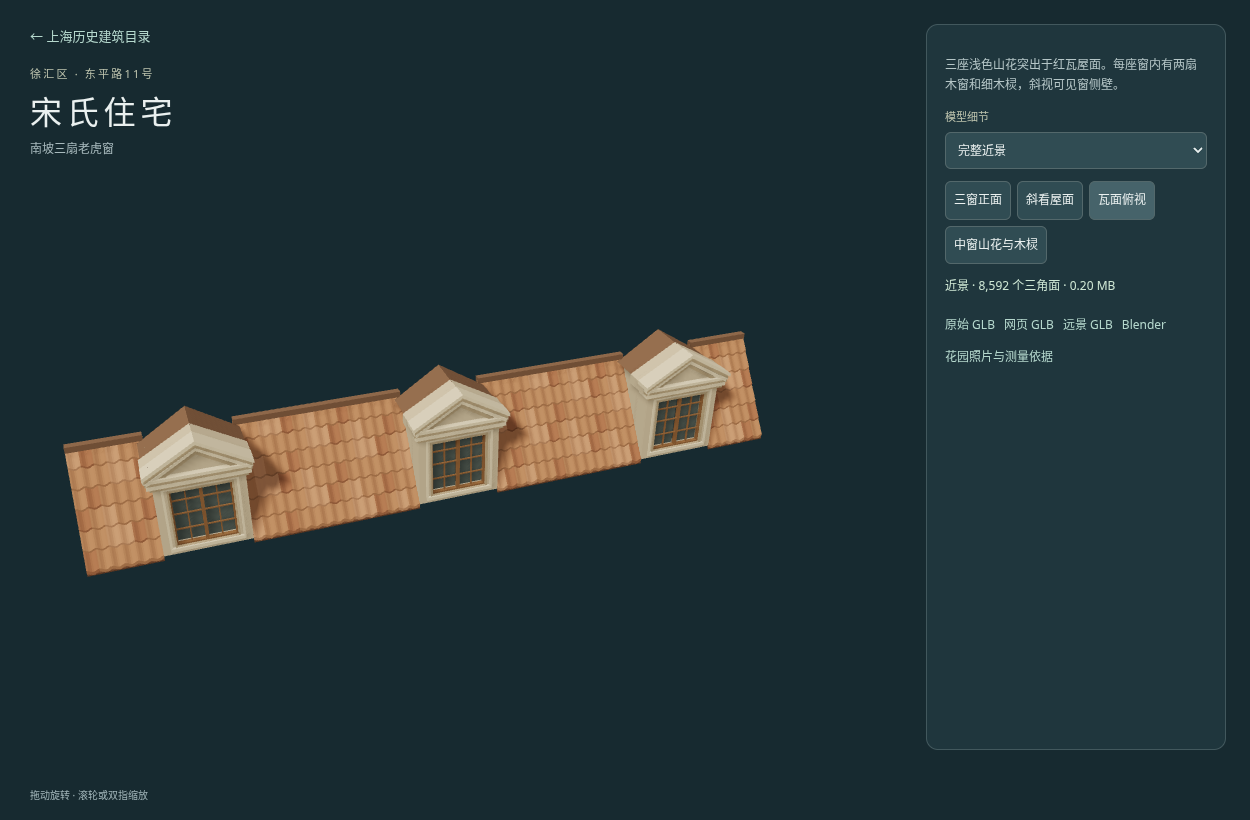 ← 上海历史建筑目录
徐汇区 · 东平路11号
宋氏住宅
南坡三扇老虎窗
三座浅色山花突出于红瓦屋面。每座窗内有两扇
木窗和细木棂，斜视可见窗侧壁。
模型细节
完整近景
三窗正面
斜看屋面
瓦面俯视
中窗山花与木棂
近景 · 8,592 个三角面 · 0.20 MB
原始 GLB 网页 GLB 远景 GLB Blender
花园照片与测量依据
拖动旋转 · 滚轮或双指缩放